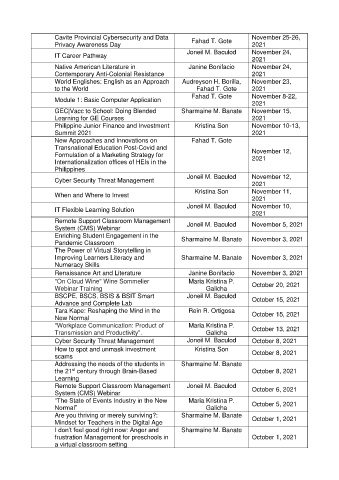 Cavite Provincial Cybersecurity and Data Privacy Awareness Day Fahad T. Gote November 25-26, 2021
IT Career Pathway Joneil M. Baculod November 24, 2021
Native American Literature in Contemporary Anti-Colonial Resistance Janine Bonifacio November 24, 2021
World Englishes: English as an Approach to the World Audreyson H. Borilla, Fahad T. Gote November 23, 2021
Module 1: Basic Computer Application Fahad T. Gote November 8-22, 2021
GEC|Vacc to School: Doing Blended Learning for GE Courses Sharmaine M. Banate November 15, 2021
Philippine Junior Finance and Investment Summit 2021 Kristina Son November 10-13, 2021
New Approaches and Innovations on Transnational Education Post-Covid and Formulation of a Marketing Strategy for Internationalization offices of HEIs in the Philippines Fahad T. Gote November 12, 2021
Cyber Security Threat Management Joneil M. Baculod November 12, 2021
When and Where to Invest Kristina Son November 11, 2021
IT Flexible Learning Solution Joneil M. Baculod November 10, 2021
Remote Support Classroom Management System (CMS) Webinar Joneil M. Baculod November 5, 2021
Enriching Student Engagement in the Pandemic Classroom Sharmaine M. Banate November 3, 2021
The Power of Virtual Storytelling in Improving Learners Literacy and Numeracy Skills Sharmaine M. Banate November 3, 2021
Renaissance Art and Literature Janine Bonifacio November 3, 2021
"On Cloud Wine" Wine Sommelier Webinar Training Maria Kristina P. Galicha October 20, 2021
BSCPE, BSCS, BSIS & BSIT Smart Advance and Complete Lab Joneil M. Baculod October 15, 2021
Tara Kape: Reshaping the Mind in the New Normal Rein R. Ortigosa October 15, 2021
"Workplace Communication: Product of Transmission and Productivity". Maria Kristina P. Galicha October 13, 2021
Cyber Security Threat Management Joneil M. Baculod October 8, 2021
How to spot and unmask investment scams Kristina Son October 8, 2021
Addressing the needs of the students in the 21st century through Brain-Based Learning Sharmaine M. Banate October 8, 2021
Remote Support Classroom Management System (CMS) Webinar Joneil M. Baculod October 6, 2021
"The State of Events Industry in the New Normal" Maria Kristina P. Galicha October 5, 2021
Are you thriving or merely surviving?: Mindset for Teachers in the Digital Age Sharmaine M. Banate October 1, 2021
I don't feel good right now: Anger and frustration Management for preschools in a virtual classroom setting Sharmaine M. Banate October 1, 2021